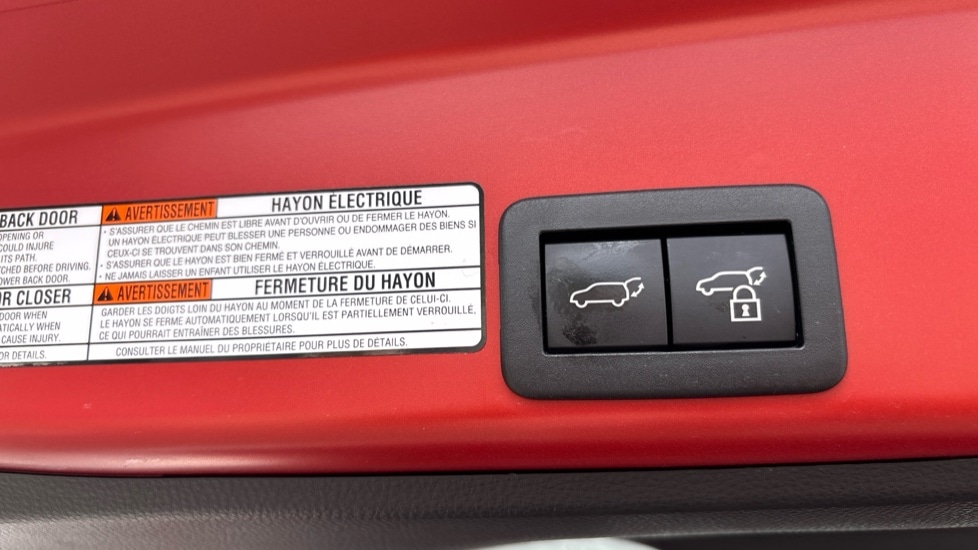 BACK DOOR
OPENING OR
COULD INJURE
ITS PATH.
BEFORE DRIVING.
BACK DOOR.
CLOSER
DOOR WHEN
WHEN
CAUSE INJURY.
OR DETAILS.
AVERTISSEMENT HAYON ÉLECTRIQUE
• S'ASSURER QUE LE CHEMIN EST LIBRE AVANT D'OUVRIR OU DE FERMER LE HAYON.
UN HAYON ÉLECTRIQUE PEUT BLESSER UNE PERSONNE OU ENDOMMAGER DES BIENS SI
CEUX-CI SE TROUVENT DANS SON CHEMIN.
• S'ASSURER QUE LE HAYON EST BIEN FERMÉ ET VERROUILLÉ AVANT DE DÉMARRER.
• NE JAMAIS LAISSER UN ENFANT UTILISER LE HAYON ÉLECTRIQUE.
AVERTISSEMENT FERMETURE DU HAYON
GARDER LES DOIGTS LOIN DU HAYON AU MOMENT DE LA FERMETURE DE CELUI-CI.
LE HAYON SE FERME AUTOMATIQUEMENT LORSQU'IL EST PARTIELLEMENT VERROUILLÉ,
CE QUI POURRAIT ENTRAÎNER DES BLESSURES.
CONSULTER LE MANUEL DU PROPRIETAIRE POUR PLUS DE DÉTAILS.